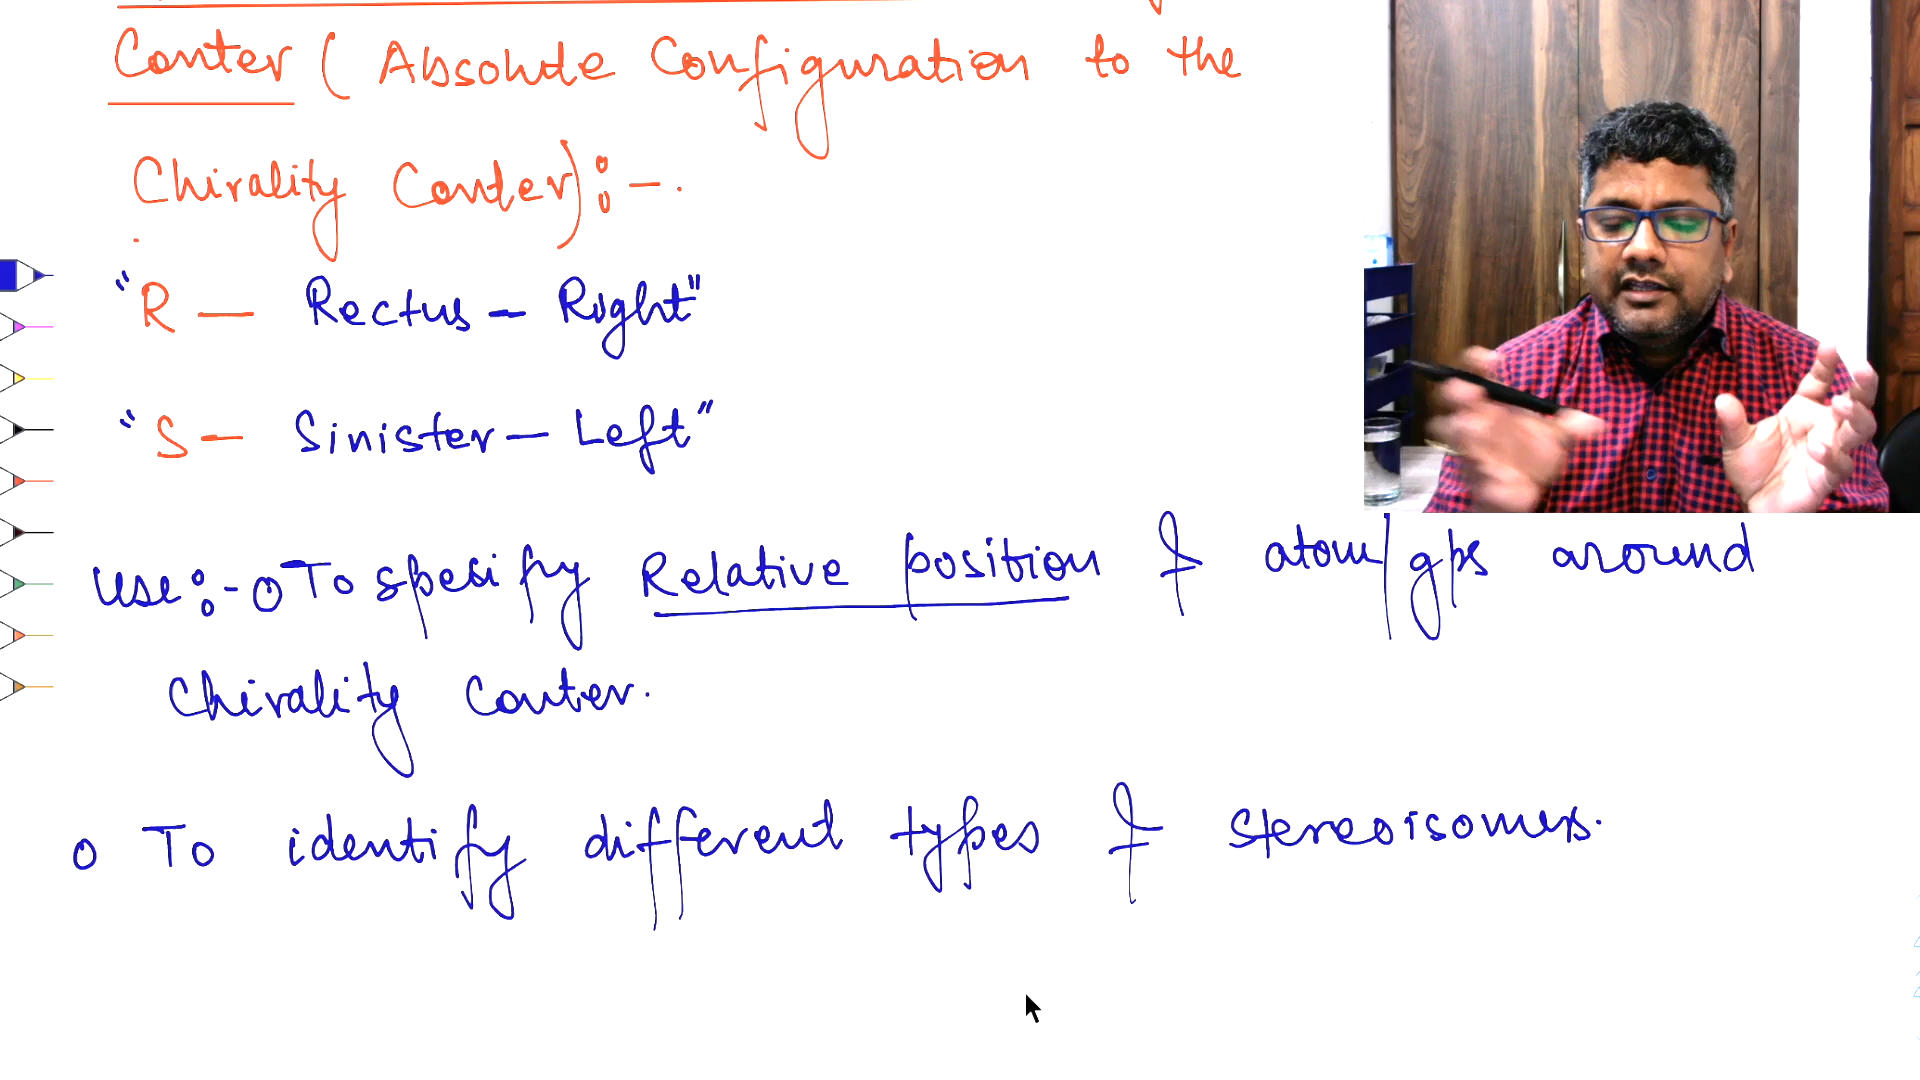 Center ( Absolute Configuration to the
Chirality Center) :-
"R — Rectus - Right"
"S - Sinister - Left"
Use :- o To specify Relative position of atom/gps around
Chirality Center.
o To identify different types of stereoisomers.